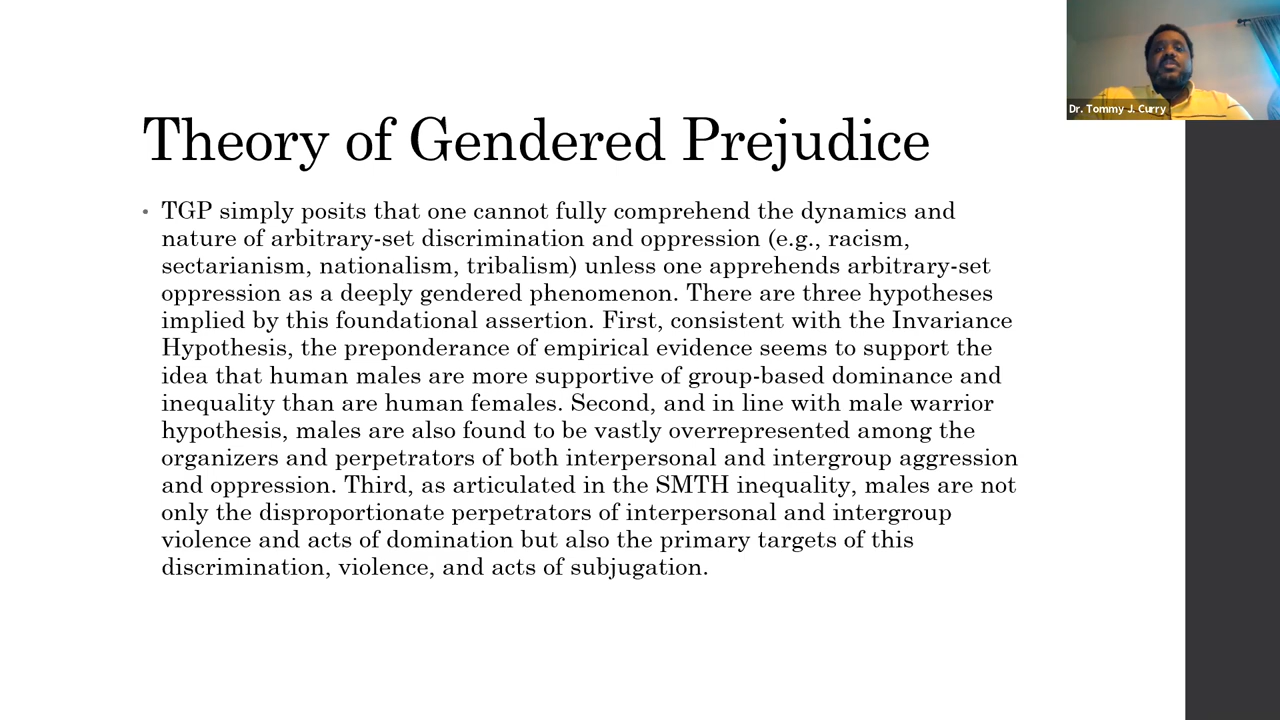 Dr. Tommy J. Curry
Theory of Gendered Prejudice
• TGP simply posits that one cannot fully comprehend the dynamics and
nature of arbitrary-set discrimination and oppression (e.g., racism,
sectarianism, nationalism, tribalism) unless one apprehends arbitrary-set
oppression as a deeply gendered phenomenon. There are three hypotheses
implied by this foundational assertion. First, consistent with the Invariance
Hypothesis, the preponderance of empirical evidence seems to support the
idea that human males are more supportive of group-based dominance and
inequality than are human females. Second, and in line with male warrior
hypothesis, males are also found to be vastly overrepresented among the
organizers and perpetrators of both interpersonal and intergroup aggression
and oppression. Third, as articulated in the SMTH inequality, males are not
only the disproportionate perpetrators of interpersonal and intergroup
violence and acts of domination but also the primary targets of this
discrimination, violence, and acts of subjugation.